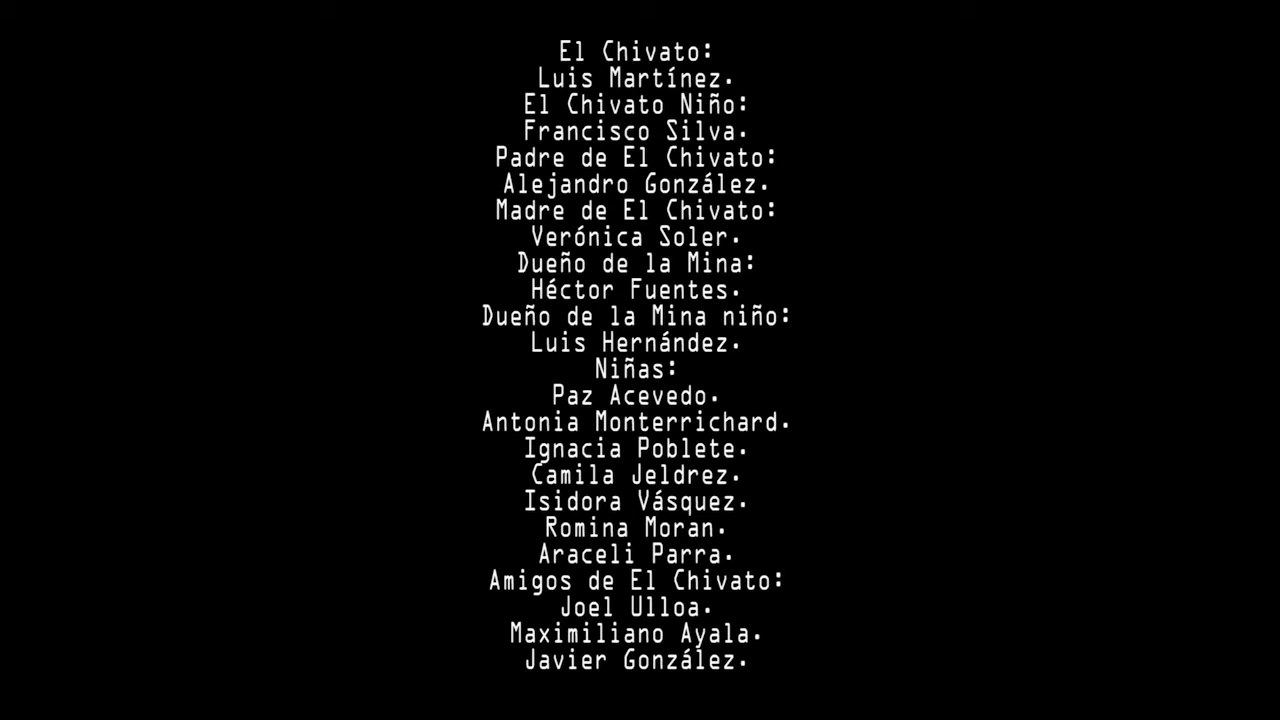 El Chivato:
Luis Martínez.
El Chivato Niño:
Francisco Silva.
Padre de El Chivato:
Alejandro González.
Madre de El Chivato:
Verónica Soler.
Dueño de la Mina:
Héctor Fuentes.
Dueño de la Mina niño:
Luis Hernández.
Niñas:
Paz Acevedo.
Antonia Monterrichard.
Ignacia Poblete.
Camila Jeldrez.
Isidora Vásquez.
Romina Moran.
Araceli Parra.
Amigos de El Chivato:
Joel Ulloa.
Maximiliano Ayala.
Javier González.